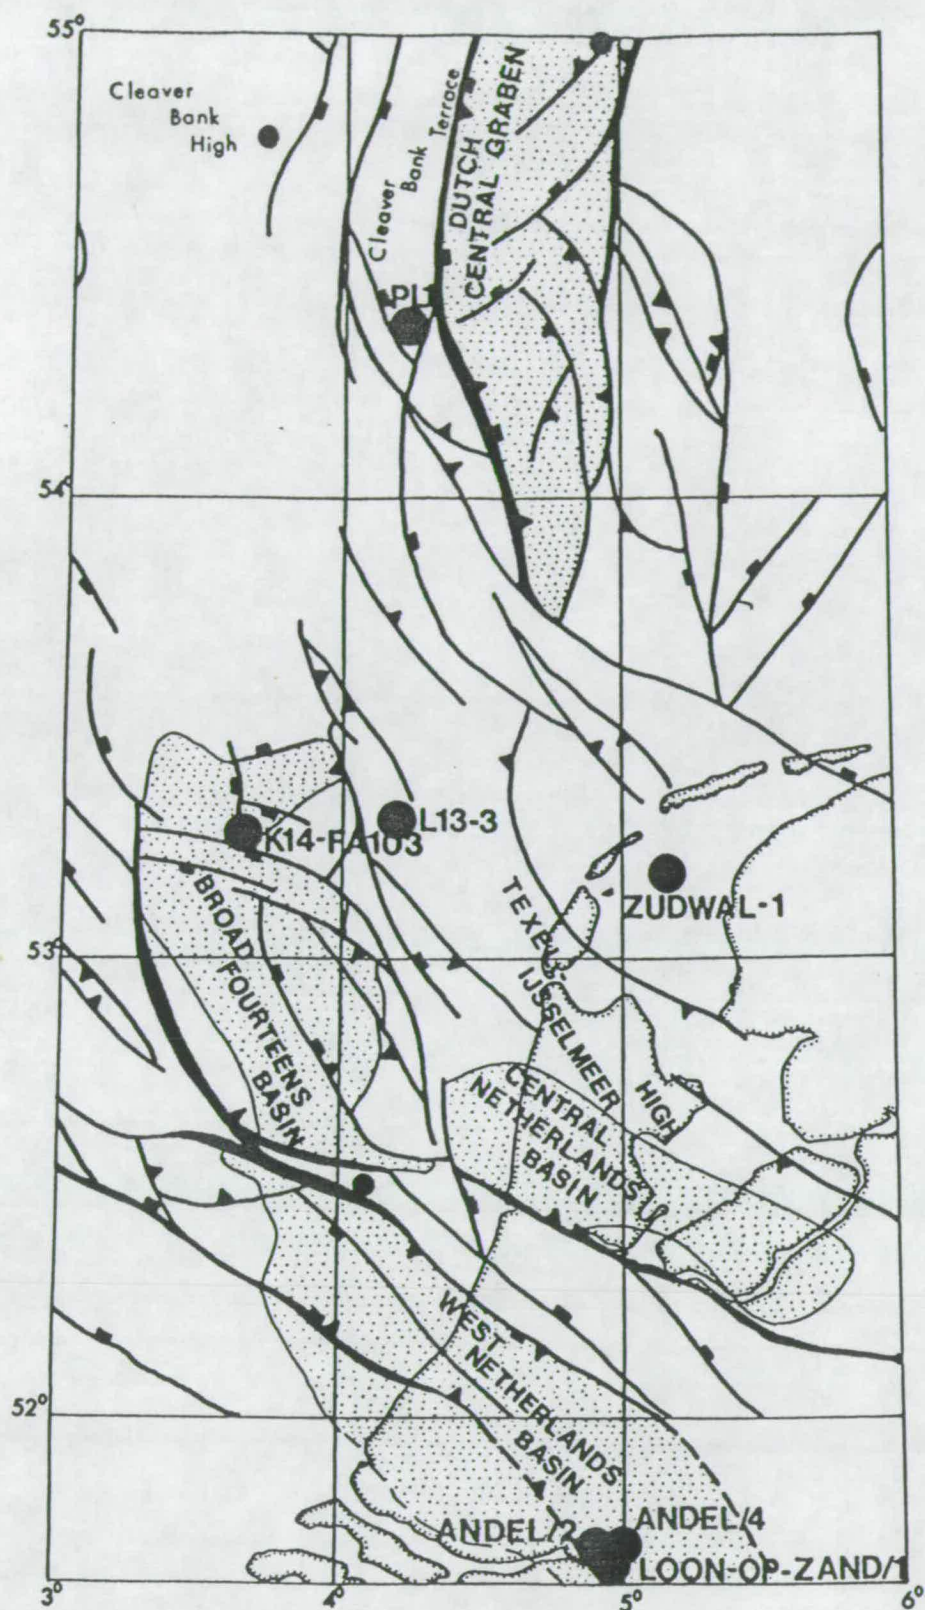 55°
Cleaver
Bank
High
Cleaver Bank Terrace
DUTCH
CENTRAL GRABEN
PL1
54°
K14-FA103
L13-3
ZUDWAL-1
BROAD FOURTEENS
BASIN
TEXEL-
IJSSELMEER
HIGH
53°
CENTRAL
NETHERLANDS
BASIN
WEST
NETHERLANDS
BASIN
52°
ANDEL/2
ANDEL/4
LOON-OP-ZAND/1
3°
4°
5°
6°